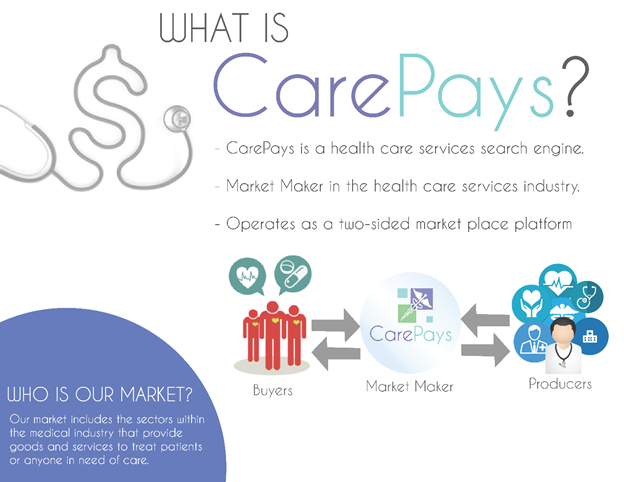 WHAT IS
CarePays?
- CarePays is a health care services search engine.
- Market Maker in the health care services industry.
- Operates as a two-sided market place platform
CarePays
Buyers
Market Maker
Producers
WHO IS OUR MARKET?
Our market includes the sectors within
the medical industry that provide
goods and services to treat patients
or anyone in need of care.